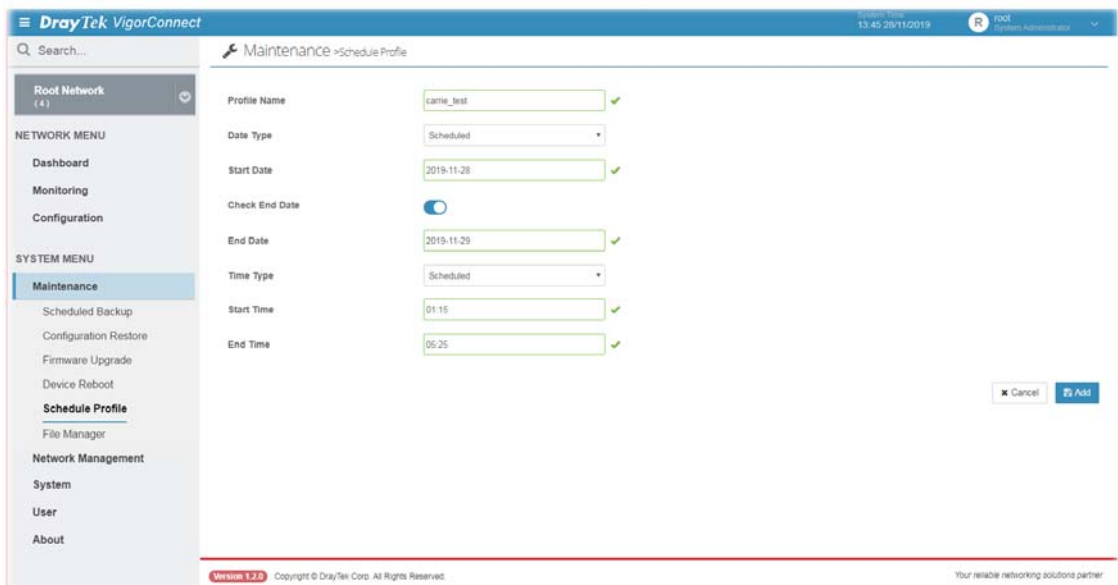 DrayTek VigorConnect
System Time
13:45 28/11/2019
R
root
System Administrator
Search...
Maintenance >Schedule Profile
Root Network
( 4 )
NETWORK MENU
Dashboard
Monitoring
Configuration
SYSTEM MENU
Maintenance
Scheduled Backup
Configuration Restore
Firmware Upgrade
Device Reboot
Schedule Profile
File Manager
Network Management
System
User
About
Profile Name
carrie_test
Date Type
Scheduled
Start Date
2019-11-28
Check End Date
End Date
2019-11-29
Time Type
Scheduled
Start Time
01:15
End Time
05:25
Cancel
Add
Version 1.2.0
Copyright © DrayTek Corp. All Rights Reserved.
Your reliable networking solutions partner